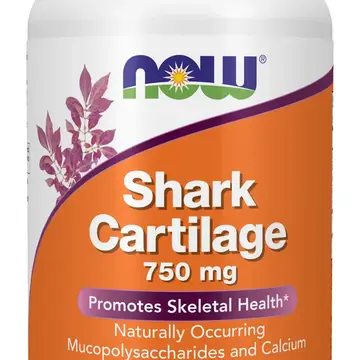 NOW
Shark
Cartilage
750 mg
Promotes Skeletal Health*
Naturally Occurring
Mucopolysaccharides and Calcium